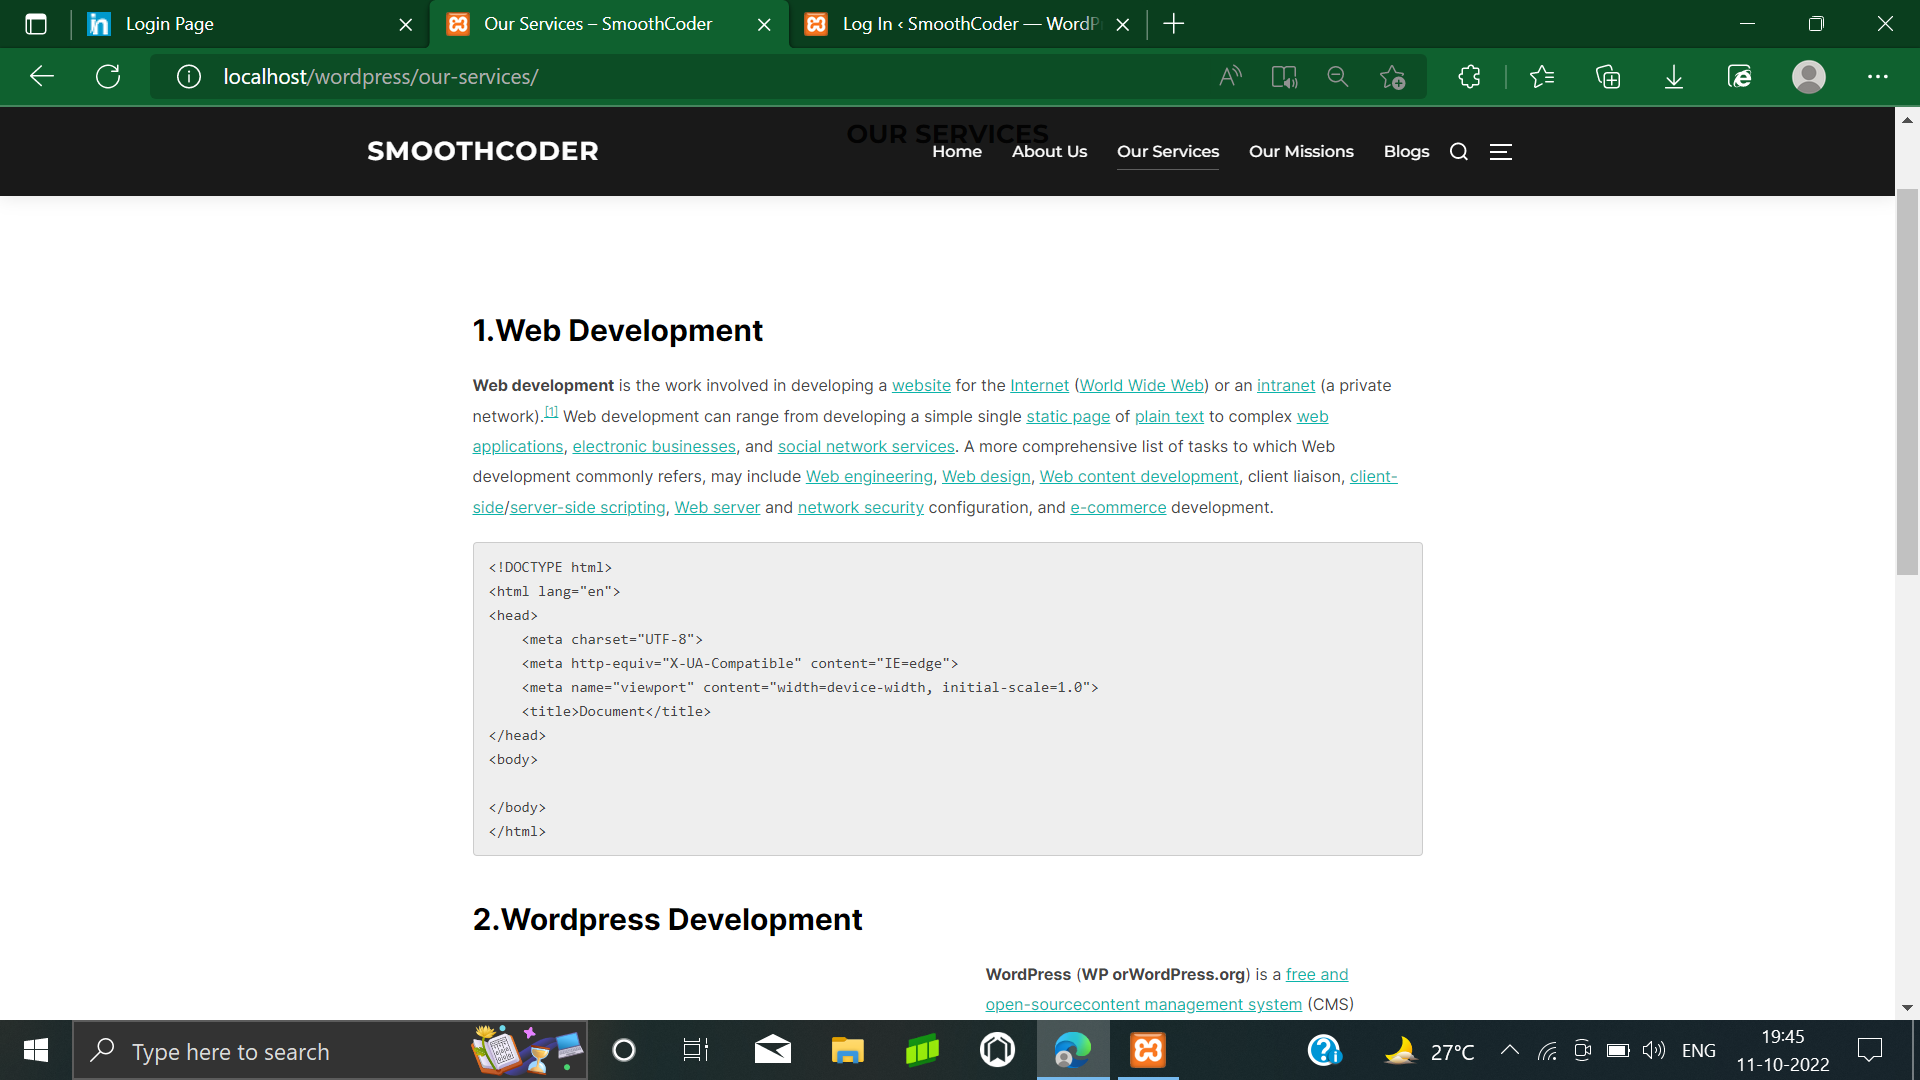 Login Page
Our Services – SmoothCoder
Log In ‹ SmoothCoder — WordP
localhost/wordpress/our-services/
OUR SERVICES
SMOOTHCODER
Home About Us Our Services Our Missions Blogs
1.Web Development
Web development is the work involved in developing a website for the Internet (World Wide Web) or an intranet (a private
network).[1] Web development can range from developing a simple single static page of plain text to complex web
applications, electronic businesses, and social network services. A more comprehensive list of tasks to which Web
development commonly refers, may include Web engineering, Web design, Web content development, client liaison, client-
side/server-side scripting, Web server and network security configuration, and e-commerce development.
<!DOCTYPE html>
<html lang="en">
<head>
<meta charset="UTF-8">
<meta http-equiv="X-UA-Compatible" content="IE=edge">
<meta name="viewport" content="width=device-width, initial-scale=1.0">
<title>Document</title>
</head>
<body>
</body>
</html>
2.Wordpress Development
WordPress (WP orWordPress.org) is a free and
open-sourcecontent management system (CMS)
Type here to search
27°C
ENG
19:45
11-10-2022